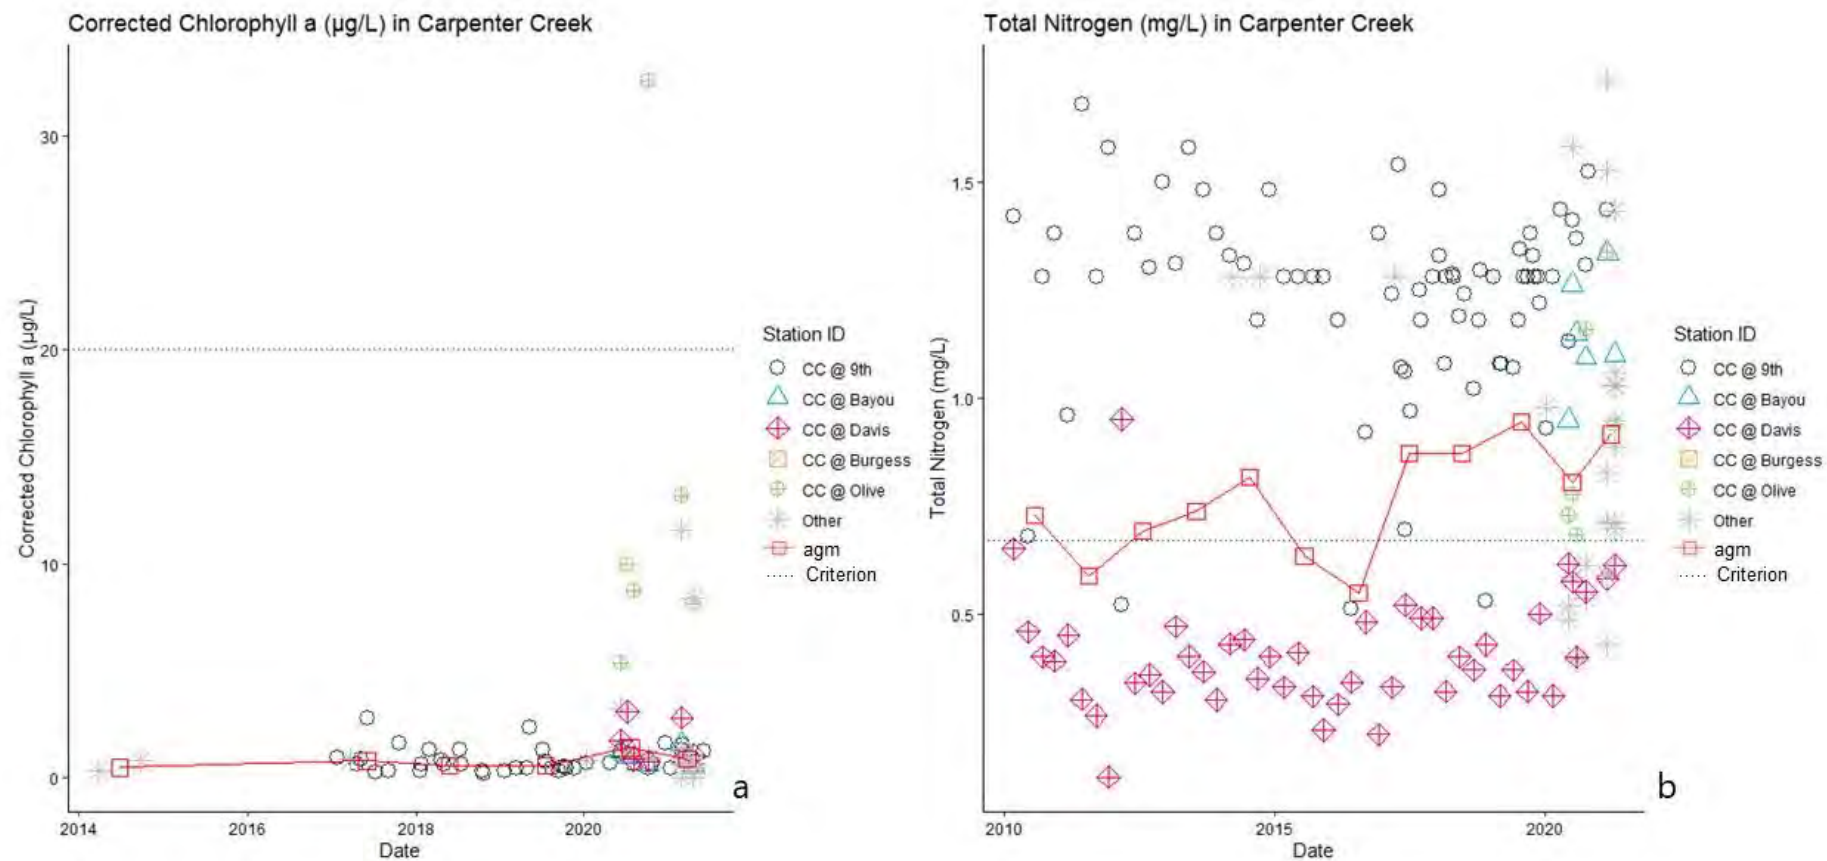 Corrected Chlorophyll a (µg/L) in Carpenter Creek
Corrected Chlorophyll a (µg/L)
30
20
10
0
2014
2016
2018
2020
Date
Station ID
CC @ 9th
CC @ Bayou
CC @ Davis
CC @ Burgess
CC @ Olive
Other
agm
Criterion
a
Total Nitrogen (mg/L) in Carpenter Creek
Total Nitrogen (mg/L)
1.5
1.0
0.5
2010
2015
2020
Date
Station ID
CC @ 9th
CC @ Bayou
CC @ Davis
CC @ Burgess
CC @ Olive
Other
agm
Criterion
b